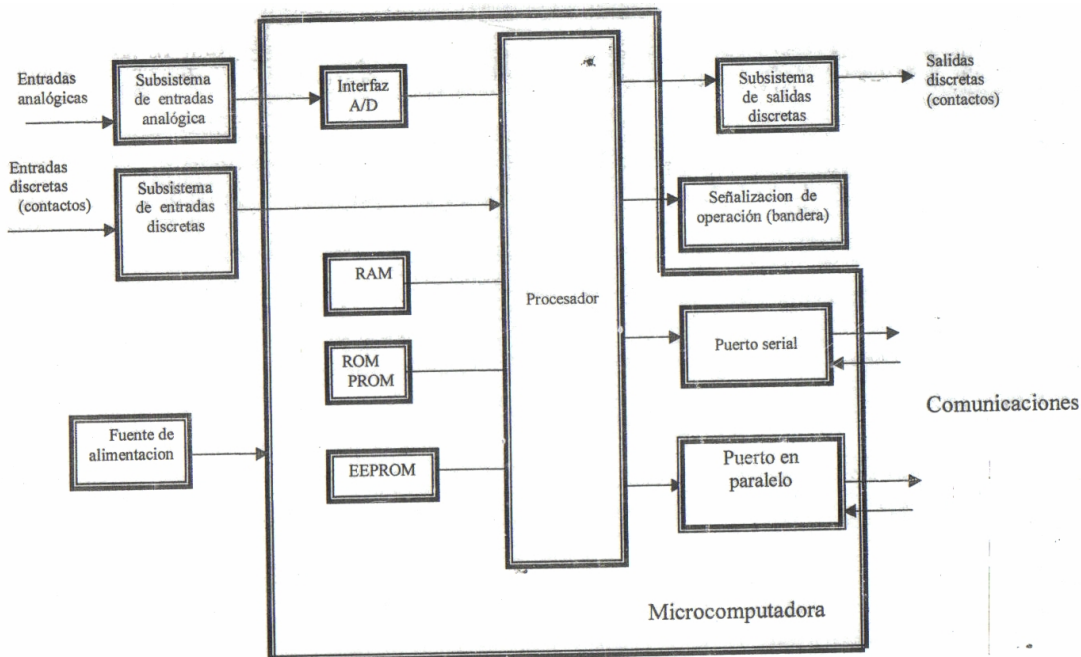 Entradas
analógicas
Subsistema
de entradas
analógica
Interfaz
A/D
Subsistema
de salidas
discretas
Salidas
discretas
(contactos)
Entradas
discretas
(contactos)
Subsistema
de entradas
discretas
Señalizacion de
operación (bandera)
RAM
Procesador
ROM
PROM
Puerto serial
Comunicaciones
Fuente de
alimentacion
EEPROM
Puerto en
paralelo
Microcomputadora